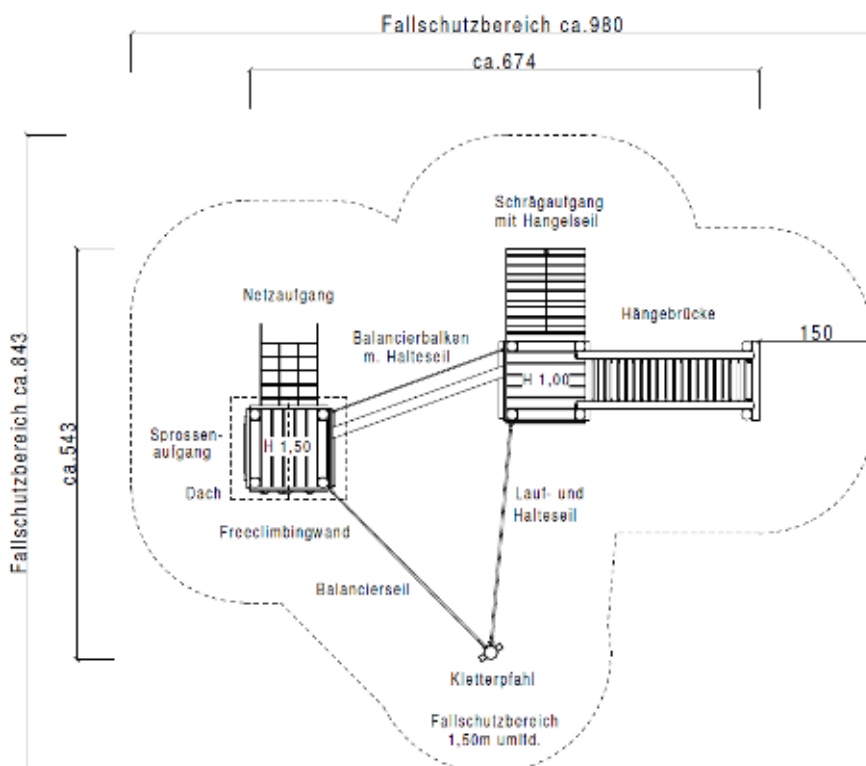 Fallschutzbereich ca.980
ca.674
Schrägaufgang
mit Hangelseil
Netzaufgang
Hängebrücke
Balancierbalken
m. Halteseil
150
H 1,00
Fallschutzbereich ca.843
ca.543
Sprossen-
aufgang
H 1,50
Dach
Lauf- und
Halteseil
Freeclimbingwand
Balancierseil
Kletterpfahl
Fallschutzbereich
1,50m umlfd.